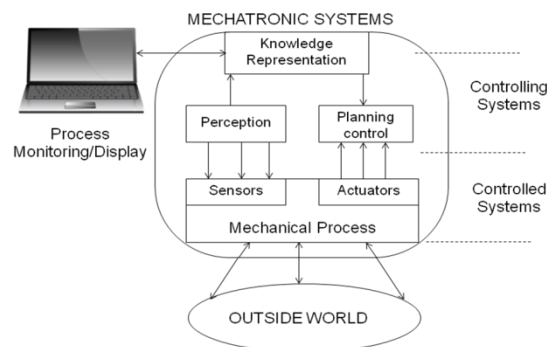 MECHATRONIC SYSTEMS
Knowledge
Representation
Controlling
Systems
Perception
Planning
control
Process
Monitoring/Display
Sensors
Actuators
Controlled
Systems
Mechanical Process
OUTSIDE WORLD